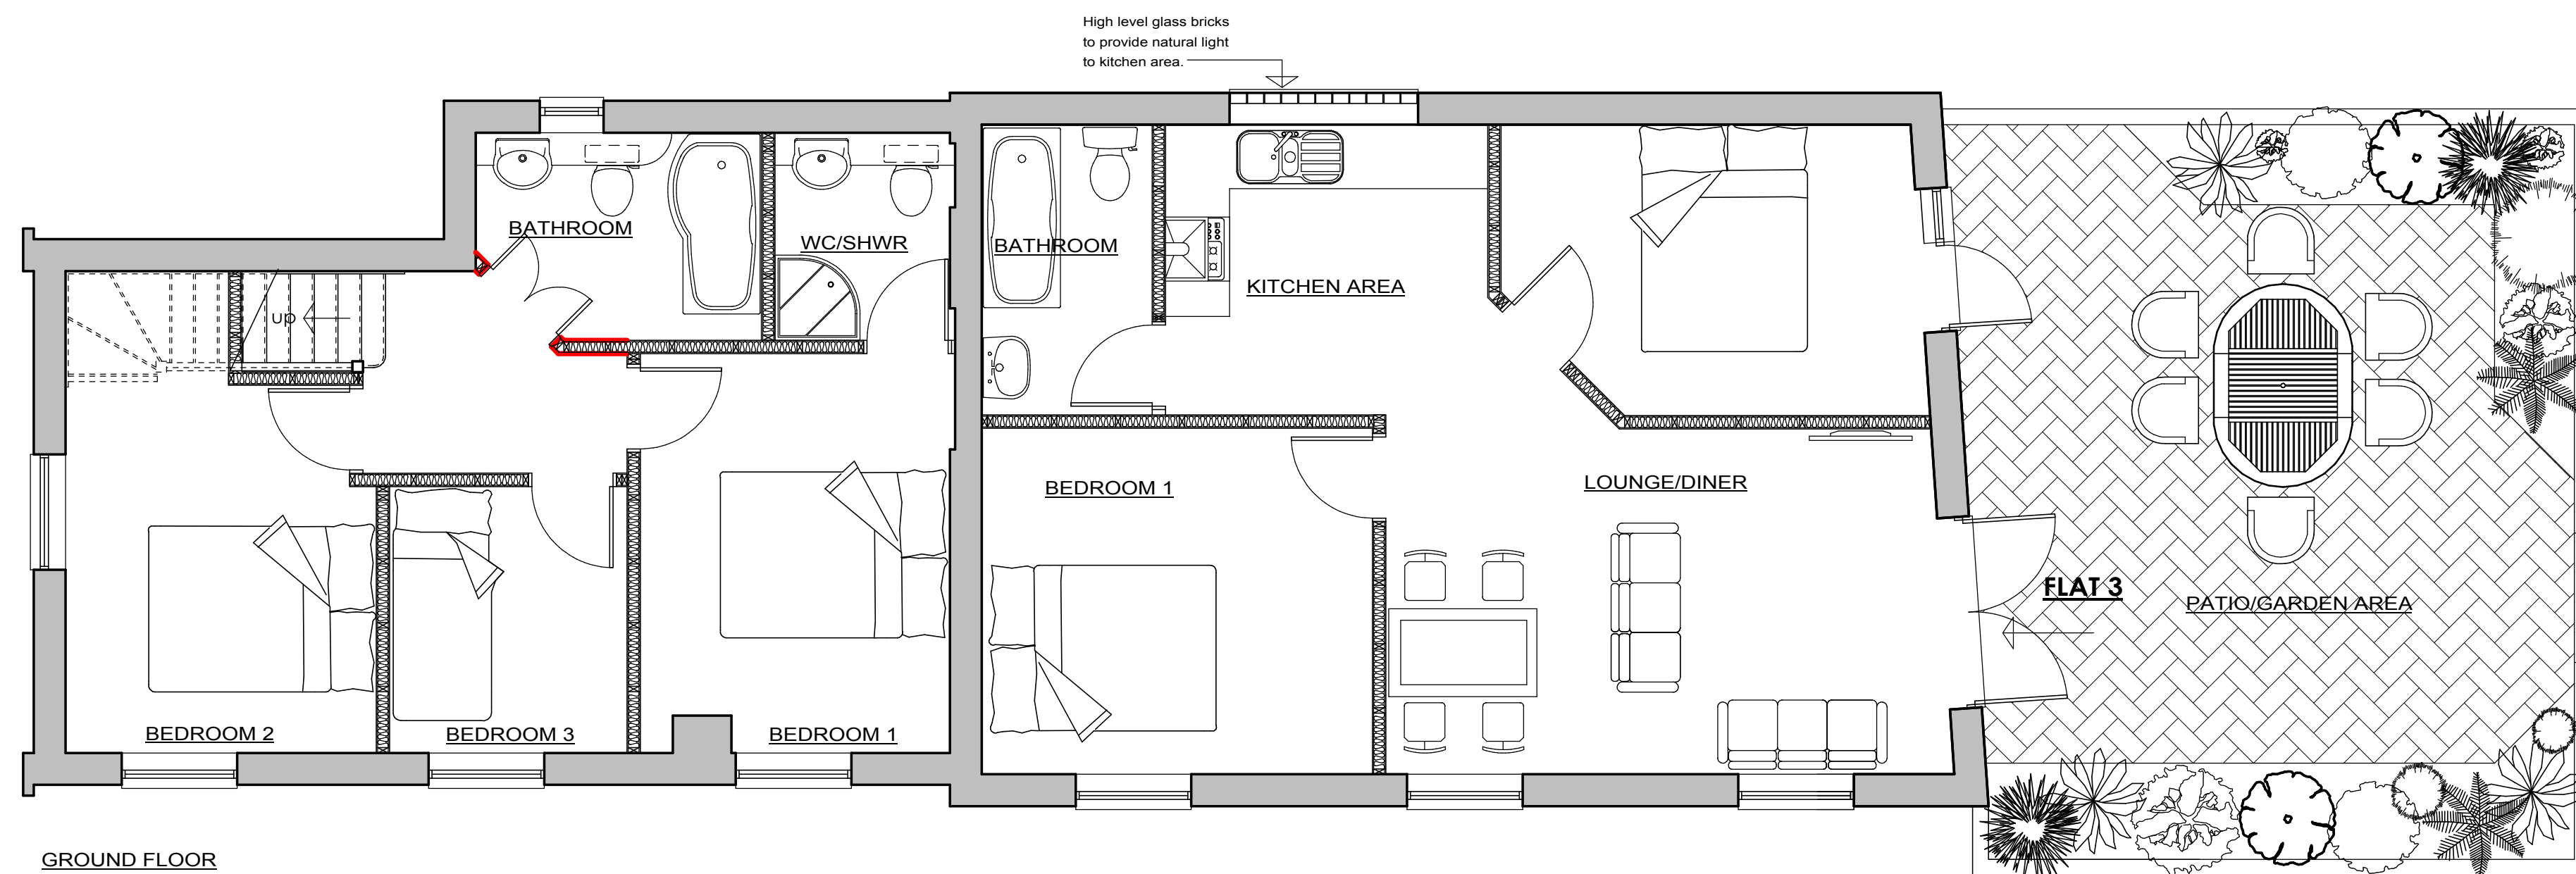 High level glass bricks
to provide natural light
to kitchen area.
BATHROOM
WC/SHWR
BATHROOM
KITCHEN AREA
up
BEDROOM 1
LOUNGE/DINER
FLAT 3
PATIO/GARDEN AREA
BEDROOM 2
BEDROOM 3
BEDROOM 1
GROUND FLOOR